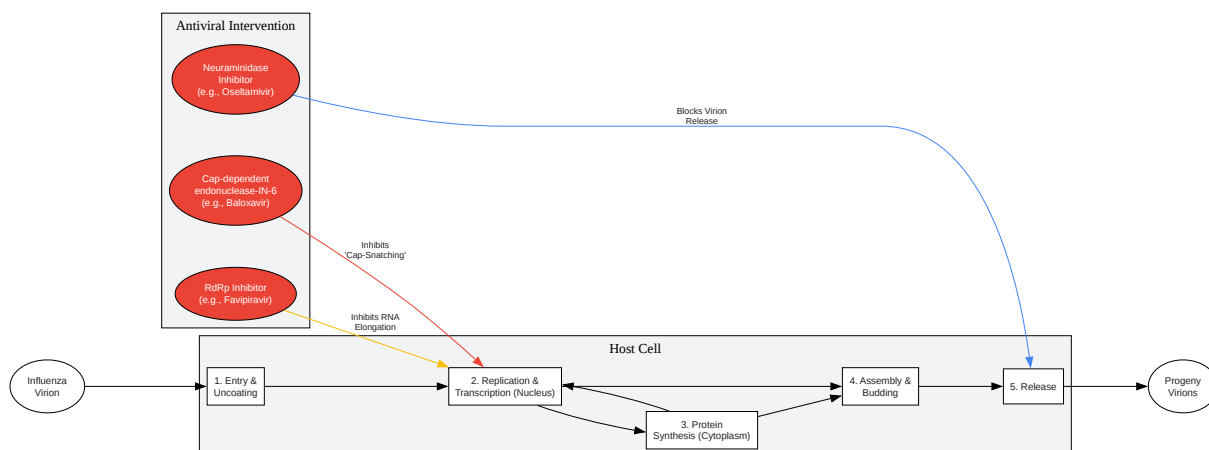 Antiviral Intervention
Neuraminidase
Inhibitor
(e.g., Oseltamivir)
Blocks Virion
Release
Cap-dependent
endonuclease-IN-6
(e.g., Baloxavir)
Inhibits
'Cap-Snatching'
RdRp Inhibitor
(e.g., Favipiravir)
Inhibits RNA
Elongation
Host Cell
Influenza
Virion
1. Entry &
Uncoating
2. Replication &
Transcription (Nucleus)
3. Protein
Synthesis (Cytoplasm)
4. Assembly &
Budding
5. Release
Progeny
Virions